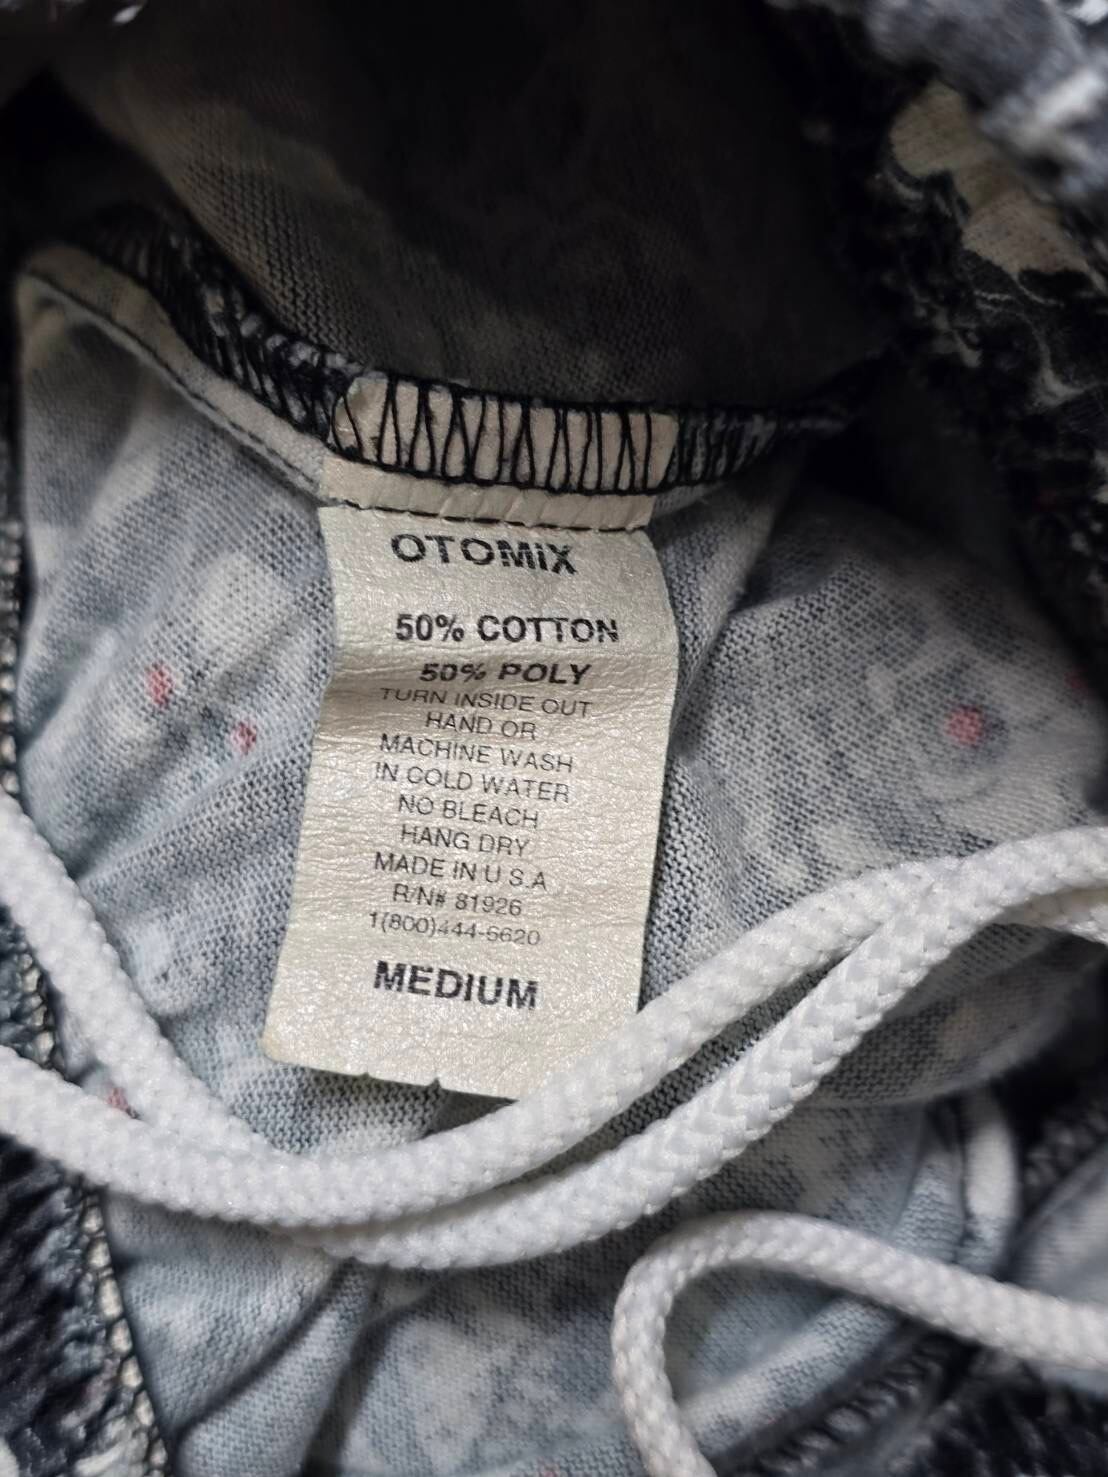 OTOMiX
50% COTTON
50% POLY
TURN INSIDE OUT
HAND OR
MACHINE WASH
IN COLD WATER
NO BLEACH
HANG DRY
MADE IN U S.A
R/N# 81926
1(800)444-6620
MEDIUM